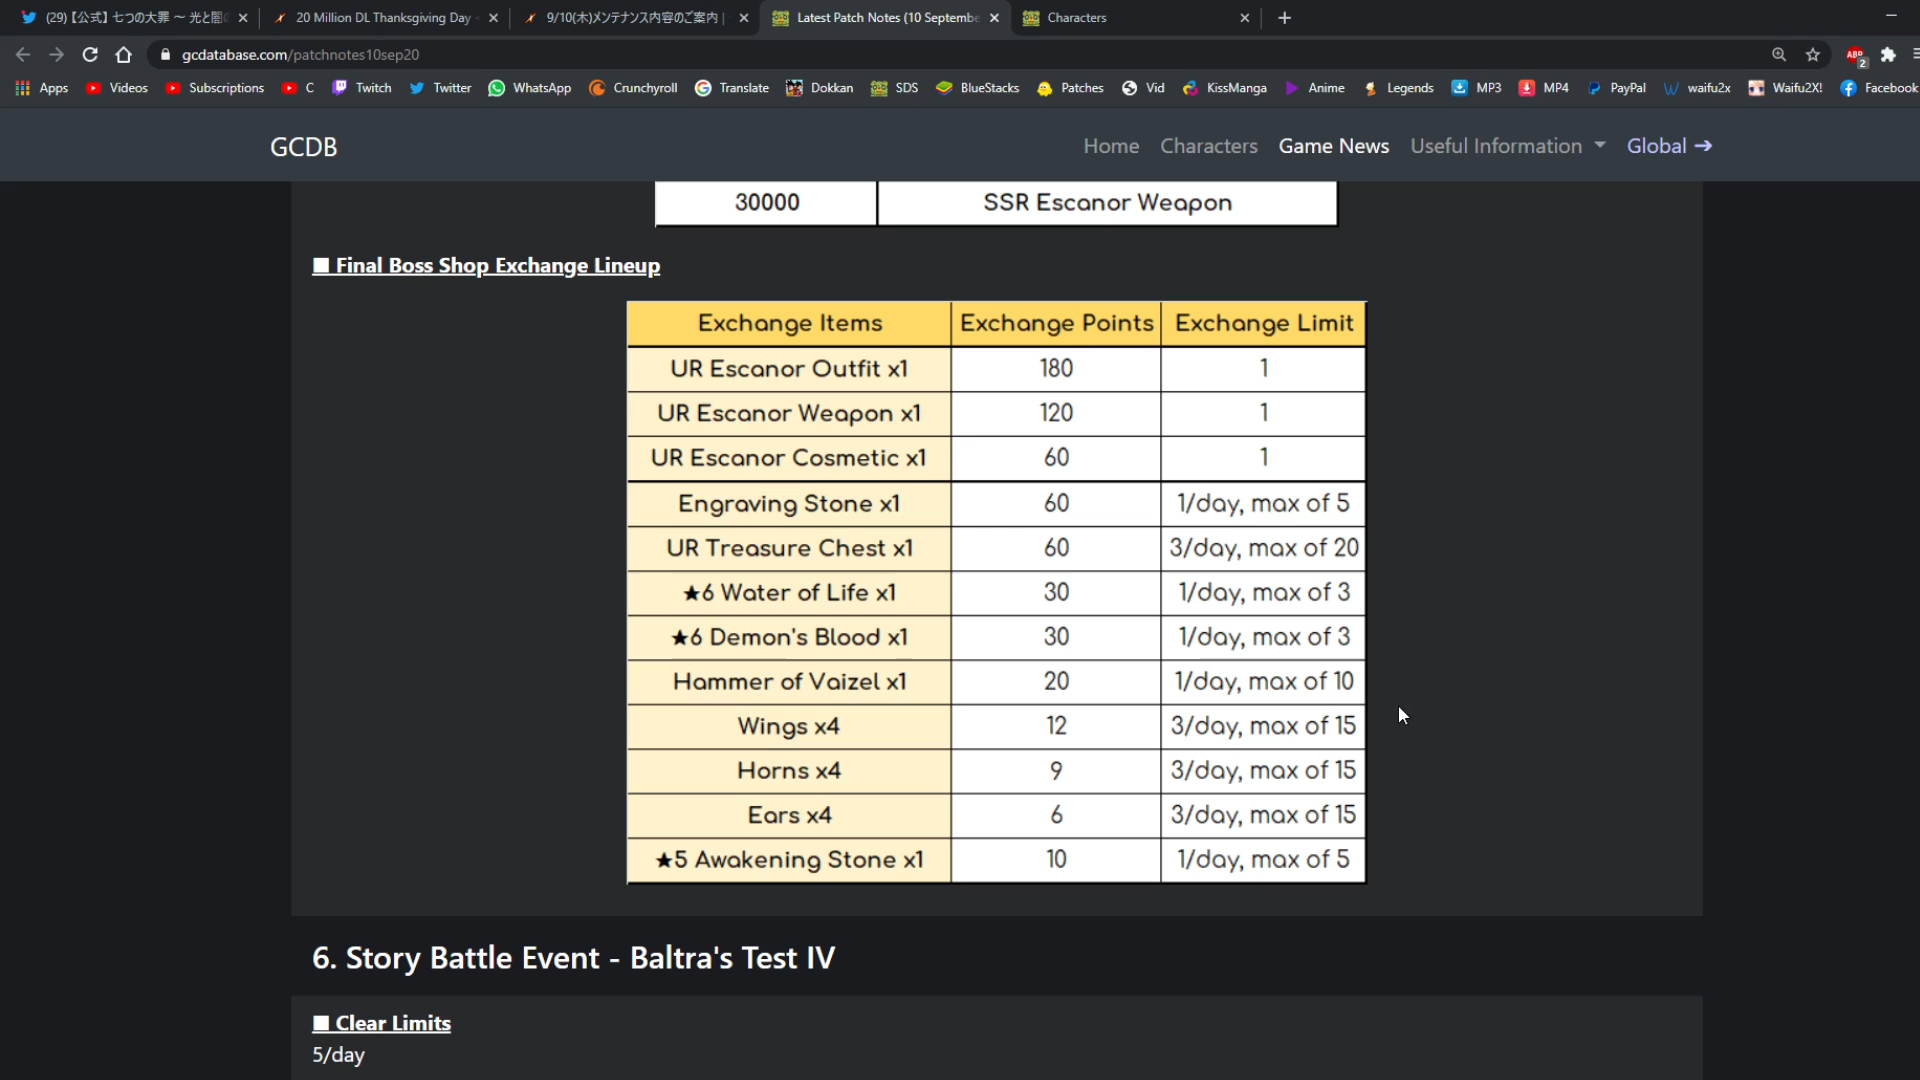 (29)【公式】七つの大罪 ～ 光と闇の
20 Million DL Thanksgiving Day
9/10(木)メンテナンス内容のご案内 |
Latest Patch Notes (10 Septembe
Characters
gcdatabase.com/patchnotes10sep20
ABP
2
Apps
Videos
Subscriptions
C
Twitch
Twitter
WhatsApp
Crunchyroll
Translate
Dokkan
SDS
BlueStacks
Patches
Vid
KissManga
Anime
Legends
MP3
MP4
PayPal
waifu2x
Waifu2X!
Facebook
GCDB
Home Characters Game News Useful Information Global →
30000 SSR Escanor Weapon
■ Final Boss Shop Exchange Lineup
Exchange Items Exchange Points Exchange Limit
UR Escanor Outfit x1 180 1
UR Escanor Weapon x1 120 1
UR Escanor Cosmetic x1 60 1
Engraving Stone x1 60 1/day, max of 5
UR Treasure Chest x1 60 3/day, max of 20
★6 Water of Life x1 30 1/day, max of 3
★6 Demon's Blood x1 30 1/day, max of 3
Hammer of Vaizel x1 20 1/day, max of 10
Wings x4 12 3/day, max of 15
Horns x4 9 3/day, max of 15
Ears x4 6 3/day, max of 15
★5 Awakening Stone x1 10 1/day, max of 5
6. Story Battle Event - Baltra's Test IV
■ Clear Limits
5/day